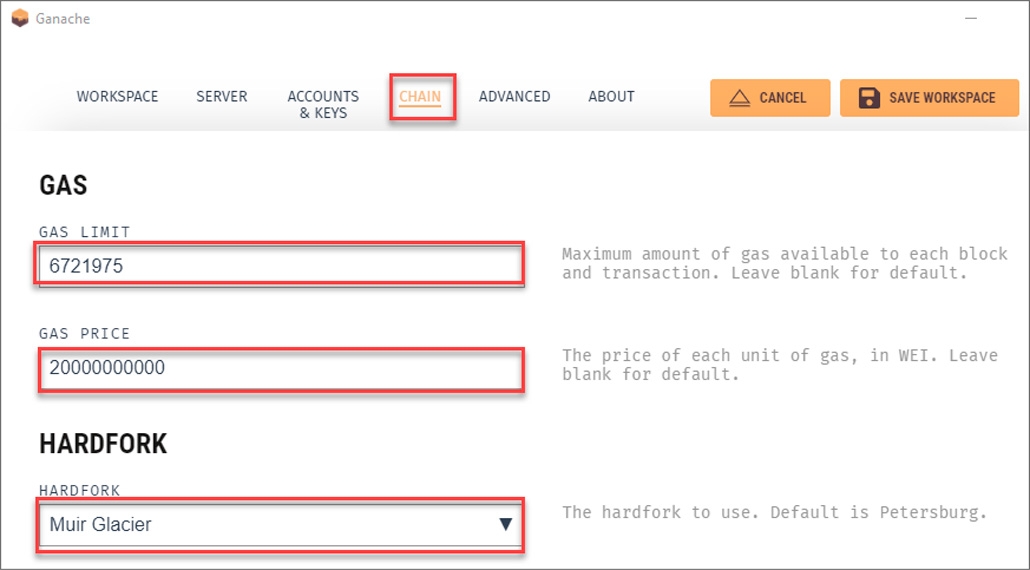 Ganache
WORKSPACE SERVER ACCOUNTS & KEYS CHAIN ADVANCED ABOUT CANCEL SAVE WORKSPACE
GAS
GAS LIMIT
6721975
Maximum amount of gas available to each block
and transaction. Leave blank for default.
GAS PRICE
20000000000
The price of each unit of gas, in WEI. Leave
blank for default.
HARDFORK
HARDFORK
Muir Glacier
The hardfork to use. Default is Petersburg.